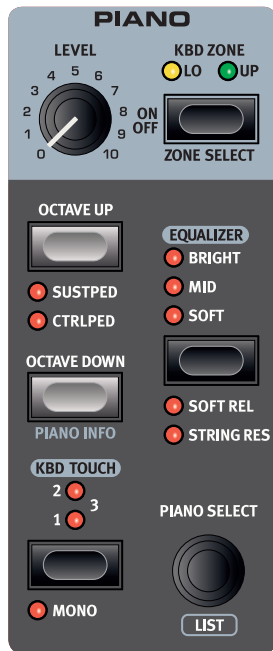 PIANO
LEVEL
0 1 2 3 4 5 6 7 8 9 10
KBD ZONE
LO UP
ON
OFF
ZONE SELECT
OCTAVE UP
SUSTPED
CTRLPED
OCTAVE DOWN
PIANO INFO
KBD TOUCH
2
3
1
MONO
EQUALIZER
BRIGHT
MID
SOFT
SOFT REL
STRING RES
PIANO SELECT
LIST